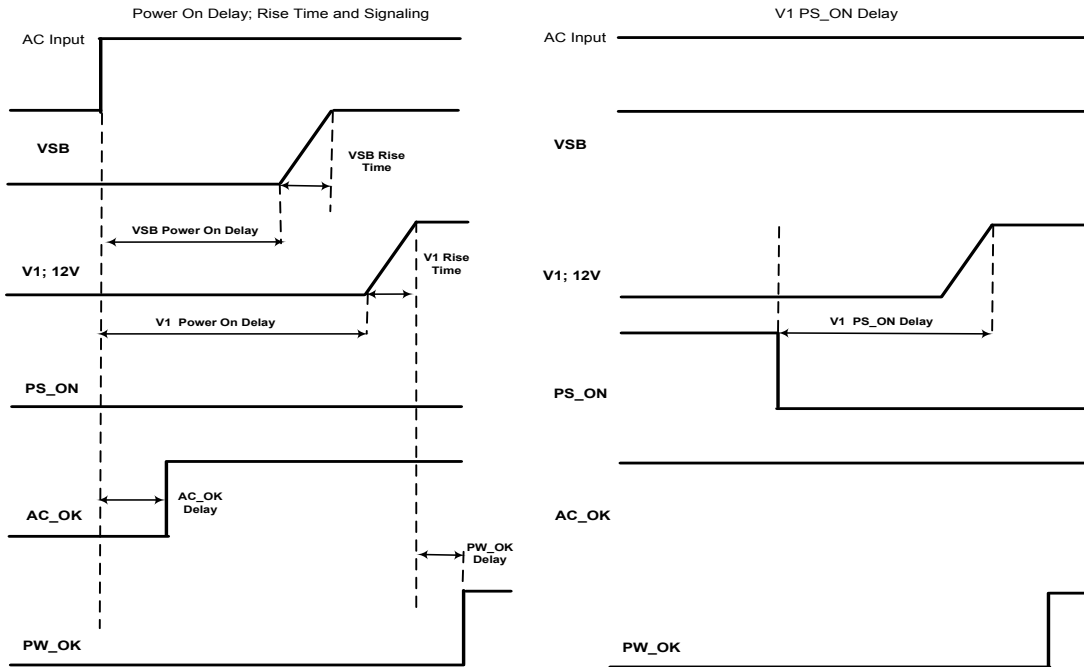 Power On Delay; Rise Time and Signaling
AC Input
VSB
VSB Rise
Time
VSB Power On Delay
V1; 12V
V1 Rise
Time
V1 Power On Delay
PS_ON
AC_OK
Delay
AC_OK
PW_OK
Delay
PW_OK
V1 PS_ON Delay
AC Input
VSB
V1; 12V
V1 PS_ON Delay
PS_ON
AC_OK
PW_OK